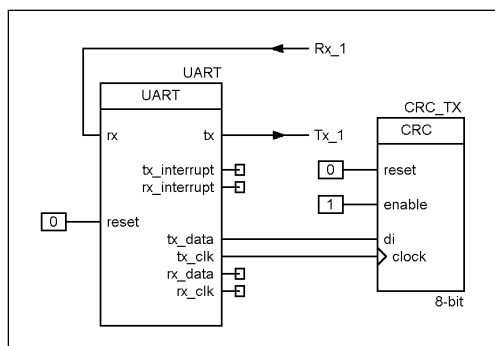 Rx_1
UART
UART
rx
tx
Tx_1
tx_interrupt
rx_interrupt
0
reset
tx_data
tx_clk
rx_data
rx_clk
CRC_TX
CRC
0
reset
1
enable
di
clock
8-bit